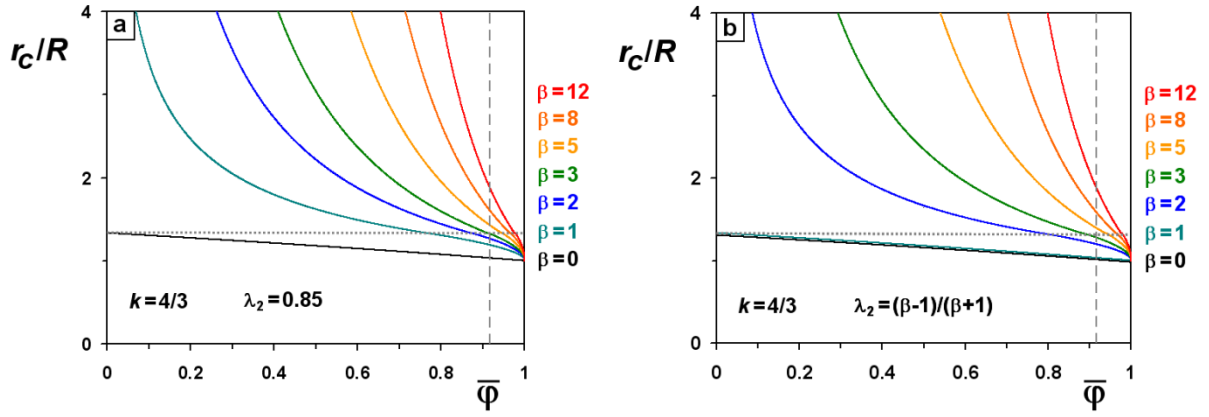 a
r_c/R
4
2
0
0
0.2
0.4
0.6
0.8
1
φ̅
k=4/3
λ₂=0.85
β=12
β=8
β=5
β=3
β=2
β=1
β=0
b
r_c/R
4
2
0
0
0.2
0.4
0.6
0.8
1
φ̅
k=4/3
λ₂=(β-1)/(β+1)
β=12
β=8
β=5
β=3
β=2
β=1
β=0